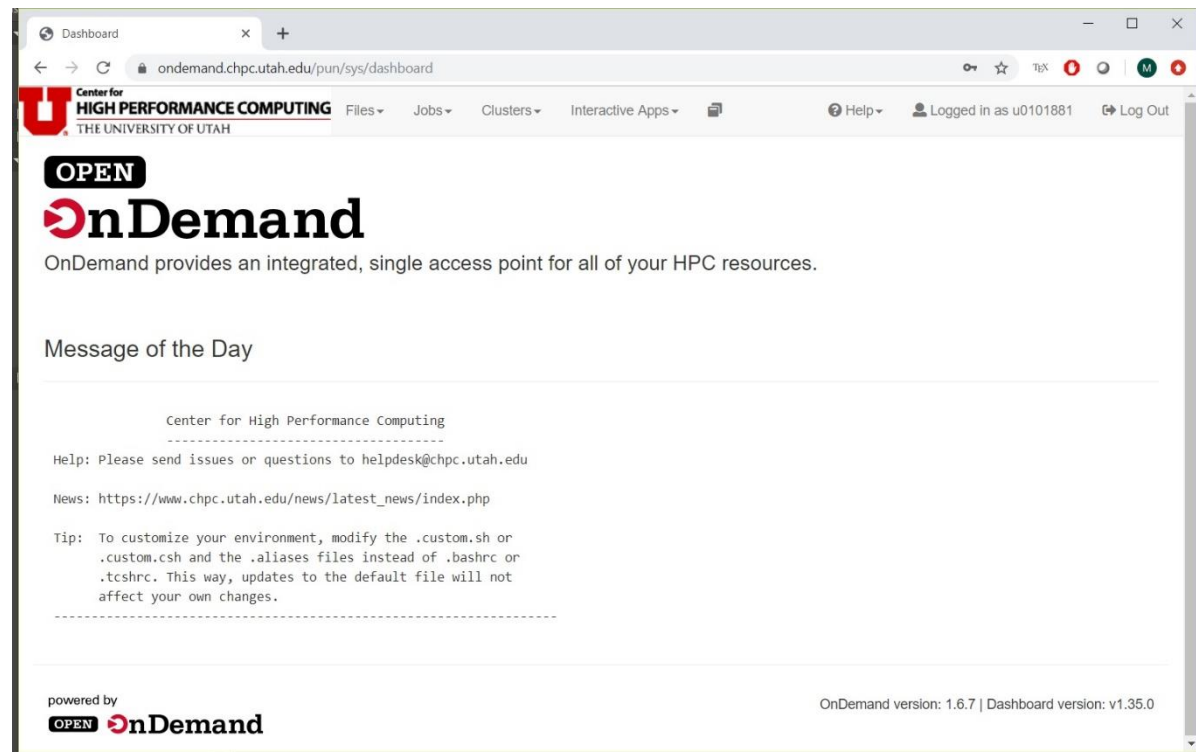 Dashboard
ondemand.chpc.utah.edu/pun/sys/dashboard
TEX
M
U
Center for
HIGH PERFORMANCE COMPUTING
THE UNIVERSITY OF UTAH
Files Jobs Clusters Interactive Apps Help Logged in as u0101881 Log Out
OPEN
OnDemand
OnDemand provides an integrated, single access point for all of your HPC resources.
Message of the Day
Center for High Performance Computing
-------------------------------------
Help: Please send issues or questions to helpdesk@chpc.utah.edu
News: https://www.chpc.utah.edu/news/latest_news/index.php
Tip: To customize your environment, modify the .custom.sh or
.custom.csh and the .aliases files instead of .bashrc or
.tcshrc. This way, updates to the default file will not
affect your own changes.
-------------------------------------------------------------------
powered by
OPEN OnDemand
OnDemand version: 1.6.7 | Dashboard version: v1.35.0